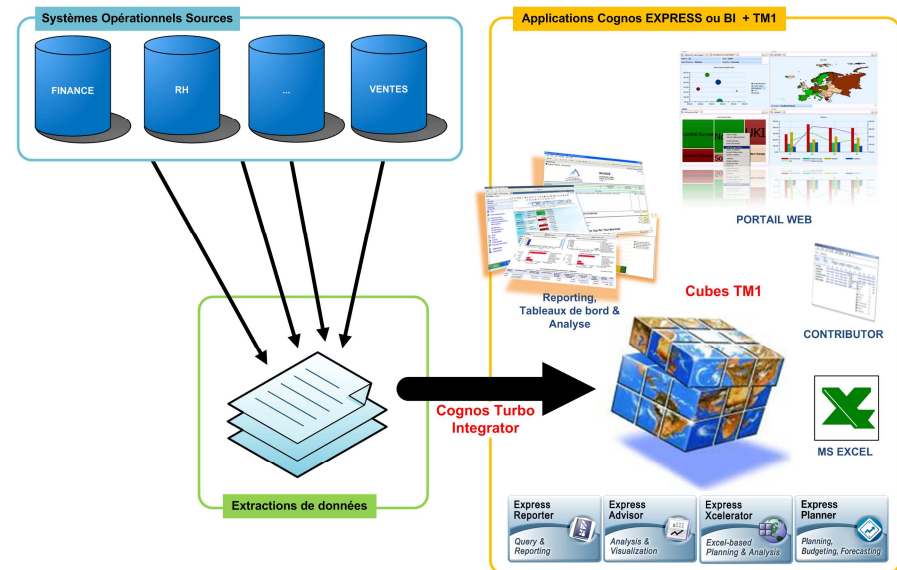 Systèmes Opérationnels Sources
FINANCE
RH
...
VENTES
Extractions de données
Cognos Turbo
Integrator
Applications Cognos EXPRESS ou BI + TM1
PORTAIL WEB
Reporting,
Tableaux de bord &
Analyse
Cubes TM1
CONTRIBUTOR
MS EXCEL
Express
Reporter
Query &
Reporting
Express
Advisor
Analysis &
Visualization
Express
Xcelerator
Excel-based
Planning & Analysis
Express
Planner
Planning,
Budgeting, Forecasting